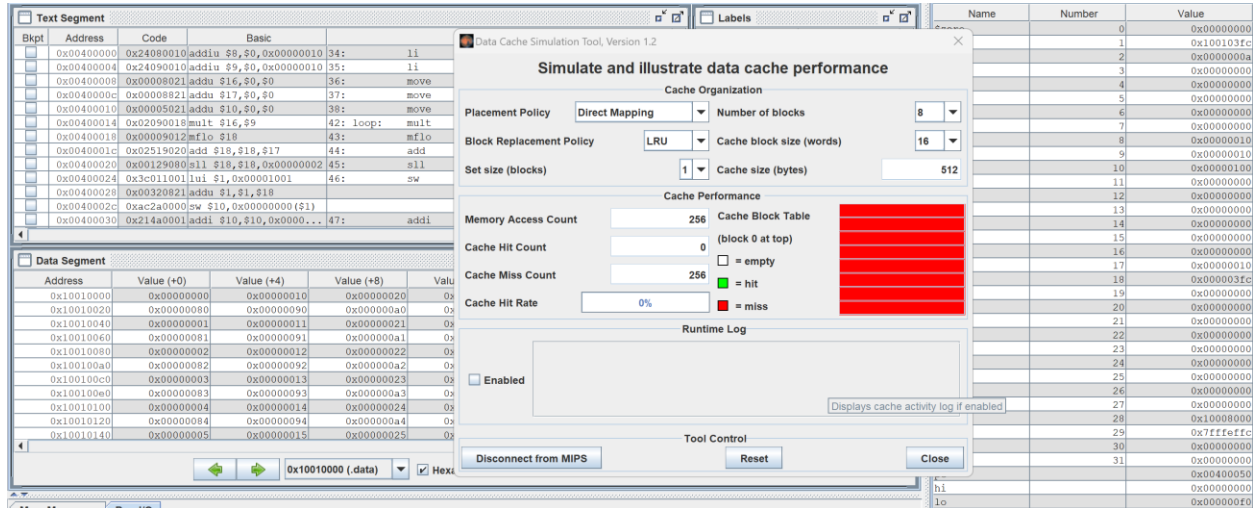 Text Segment
Bkpt Address Code Basic
0x00400000 0x24080010 addiu $8,$0,0x00000010 34: li
0x00400004 0x24090010 addiu $9,$0,0x00000010 35: li
0x00400008 0x00008021 addu $16,$0,$0 36: move
0x0040000c 0x00008821 addu $17,$0,$0 37: move
0x00400010 0x00005021 addu $10,$0,$0 38: move
0x00400014 0x02090018 mult $16,$9 42: loop: mult
0x00400018 0x00009012 mflo $18 43: mflo
0x0040001c 0x02519020 add $18,$18,$17 44: add
0x00400020 0x00129080 sll $18,$18,0x00000002 45: sll
0x00400024 0x3c011001 lui $1,0x00001001 46: sw
0x00400028 0x00320821 addu $1,$1,$18
0x0040002c 0xac2a0000 sw $10,0x00000000($1)
0x00400030 0x214a0001 addi $10,$10,0x0000... 47: addi
Data Segment
Address Value (+0) Value (+4) Value (+8)
0x10010000 0x00000000 0x00000010 0x00000020
0x10010020 0x00000080 0x00000090 0x000000a0
0x10010040 0x00000001 0x00000011 0x00000021
0x10010060 0x00000081 0x00000091 0x000000a1
0x10010080 0x00000002 0x00000012 0x00000022
0x100100a0 0x00000082 0x00000092 0x000000a2
0x100100c0 0x00000003 0x00000013 0x00000023
0x100100e0 0x00000083 0x00000093 0x000000a3
0x10010100 0x00000004 0x00000014 0x00000024
0x10010120 0x00000084 0x00000094 0x000000a4
0x10010140 0x00000005 0x00000015 0x00000025
0x10010000 (.data)
Labels
Data Cache Simulation Tool, Version 1.2
Simulate and illustrate data cache performance
Cache Organization
Placement Policy Direct Mapping Number of blocks 8
Block Replacement Policy LRU Cache block size (words) 16
Set size (blocks) 1 Cache size (bytes) 512
Cache Performance
Memory Access Count 256 Cache Block Table
Cache Hit Count 0 (block 0 at top)
= empty
Cache Miss Count 256
= hit
Cache Hit Rate 0% = miss
Runtime Log
Enabled
Displays cache activity log if enabled
Tool Control
Disconnect from MIPS Reset Close
Name Number Value
0 0x00000000
1 0x100103fc
2 0x0000000a
3 0x00000000
4 0x00000000
5 0x00000000
6 0x00000000
7 0x00000000
8 0x00000010
9 0x00000010
10 0x00000100
11 0x00000000
12 0x00000000
13 0x00000000
14 0x00000000
15 0x00000000
16 0x00000000
17 0x00000010
18 0x000003fc
19 0x00000000
20 0x00000000
21 0x00000000
22 0x00000000
23 0x00000000
24 0x00000000
25 0x00000000
26 0x00000000
27 0x00000000
28 0x10008000
29 0x7fffeffc
30 0x00000000
31 0x00000000
0x00400050
hi 0x00000000
lo 0x000000f0